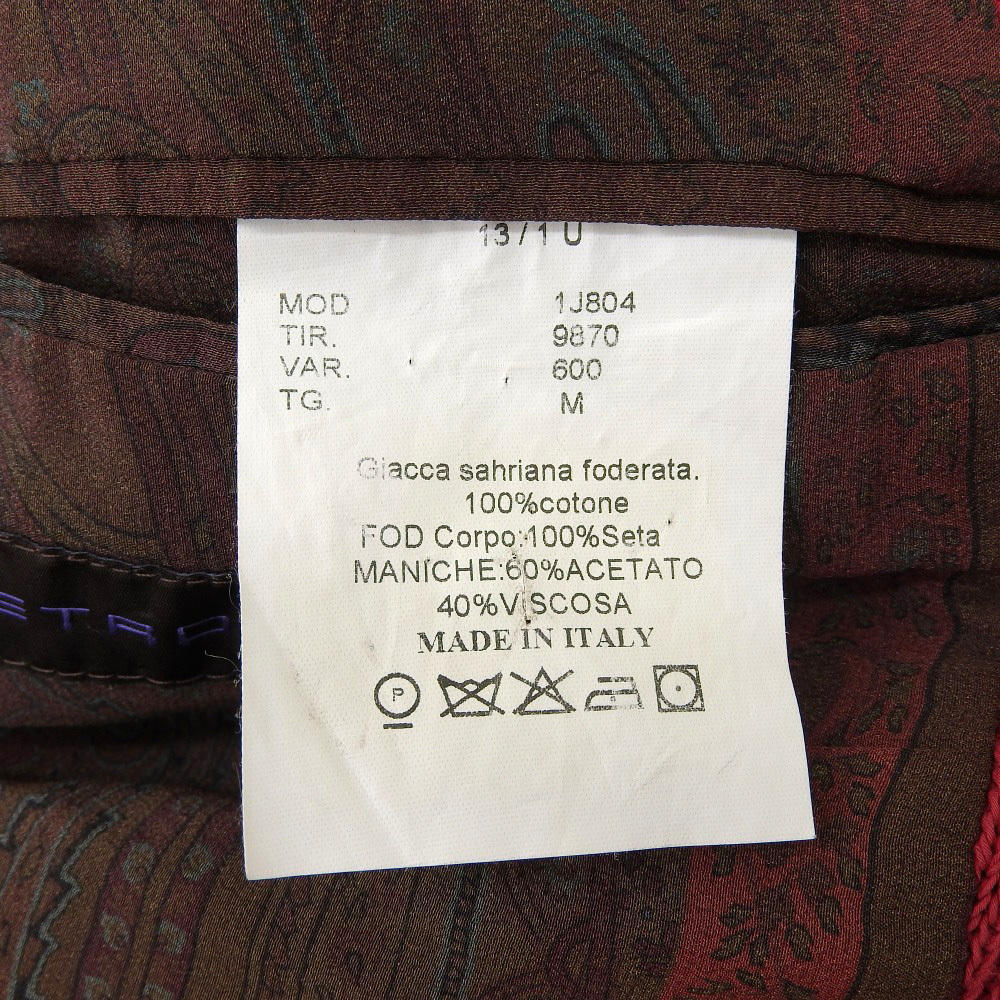 13 / 1 U
MOD 1J804
TIR. 9870
VAR. 600
TG. M
Giacca sahriana foderata.
100%cotone
FOD Corpo:100%Seta
MANICHE:60%ACETATO
40%VISCOSA
MADE IN ITALY
P
ETRO